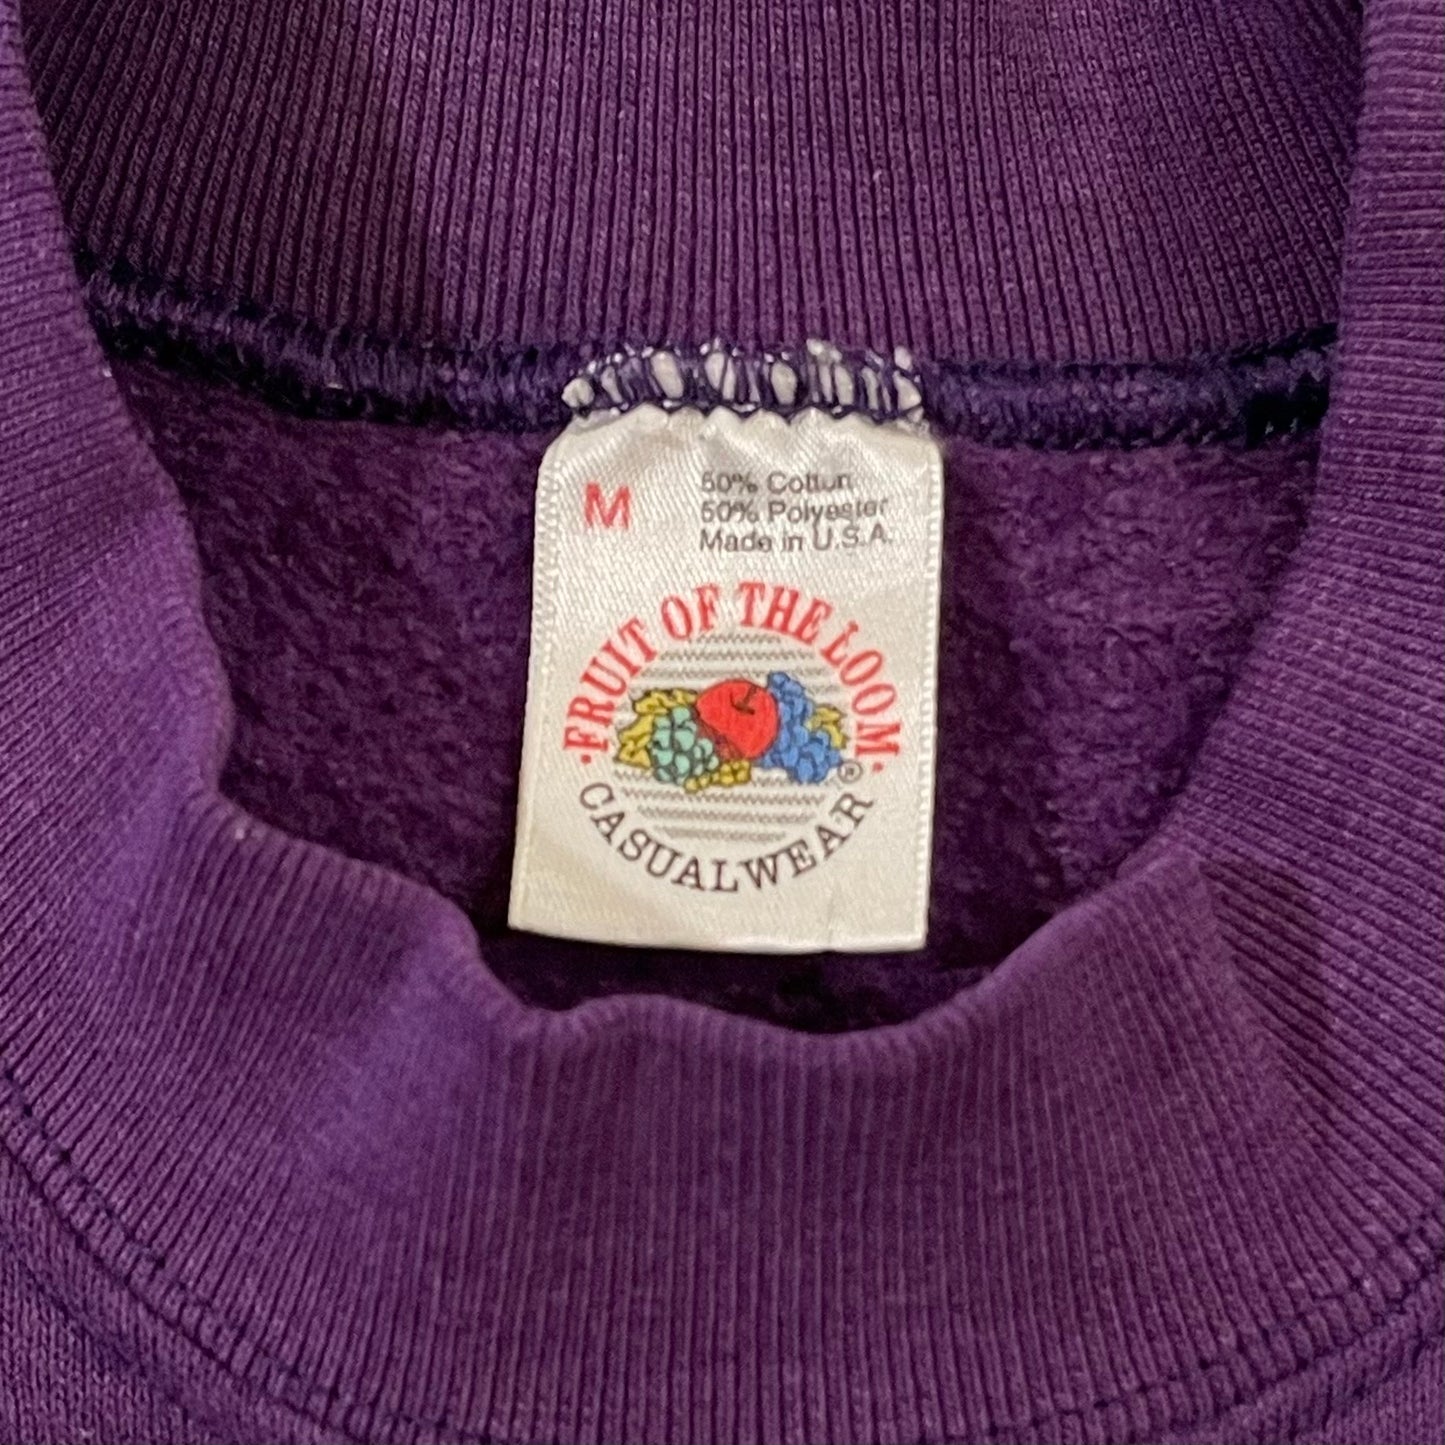 M
50% Cotton
50% Polyester
Made in U.S.A.
·FRUIT OF THE LOOM·
®
CASUALWEAR